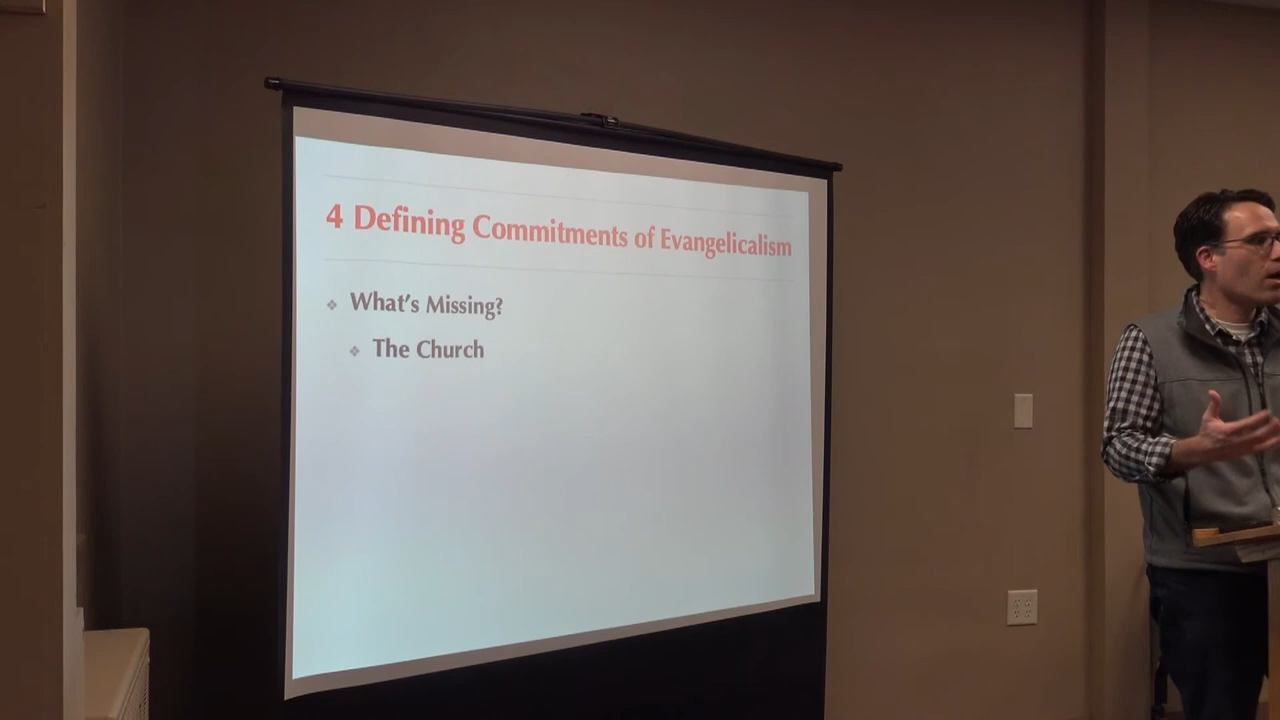 4 Defining Commitments of Evangelicalism
What's Missing?
The Church